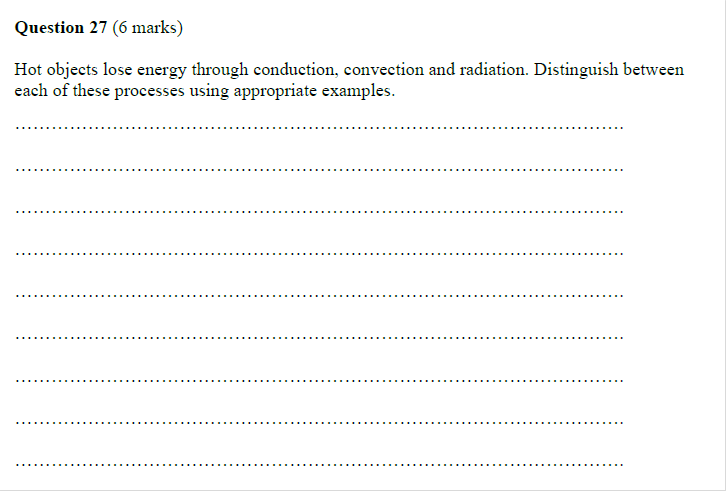 Question 27 (6 marks)
Hot objects lose energy through conduction, convection and radiation. Distinguish between
each of these processes using appropriate examples.